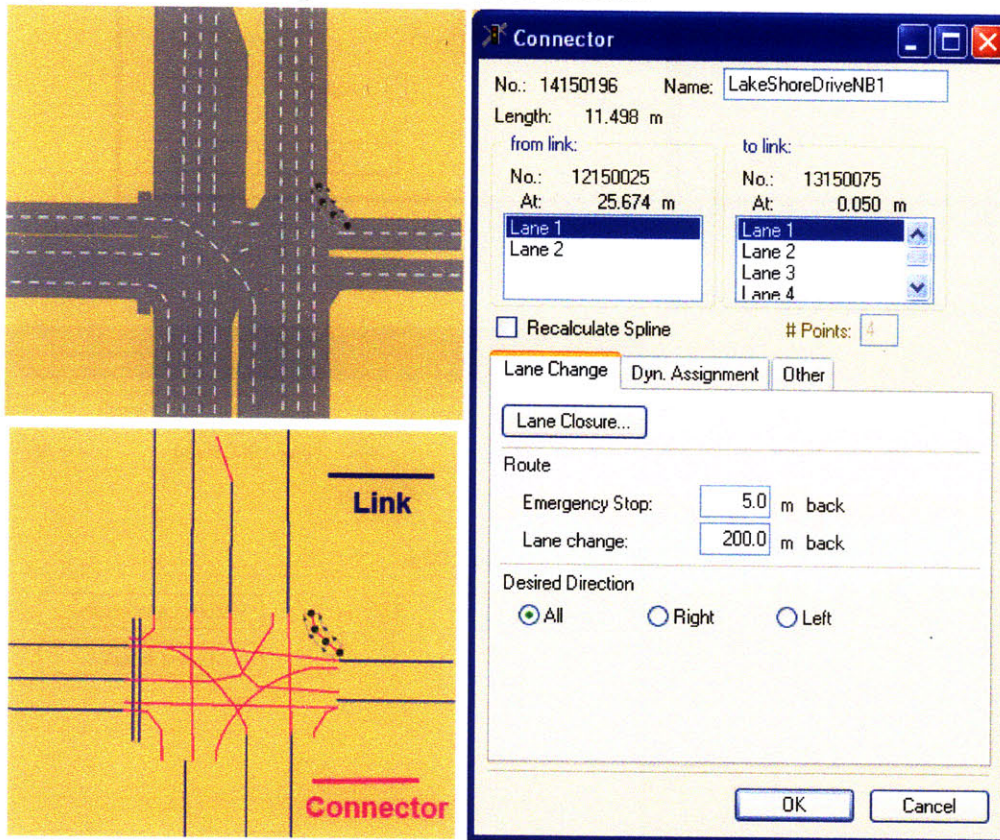 Link
Connector
Connector
No.: 14150196 Name: LakeShoreDriveNB1
Length: 11.498 m
from link:
No.: 12150025
At: 25.674 m
Lane 1
Lane 2
to link:
No.: 13150075
At: 0.050 m
Lane 1
Lane 2
Lane 3
Lane 4
Recalculate Spline # Points: 4
Lane Change Dyn. Assignment Other
Lane Closure...
Route
Emergency Stop: 5.0 m back
Lane change: 200.0 m back
Desired Direction
All Right Left
OK Cancel